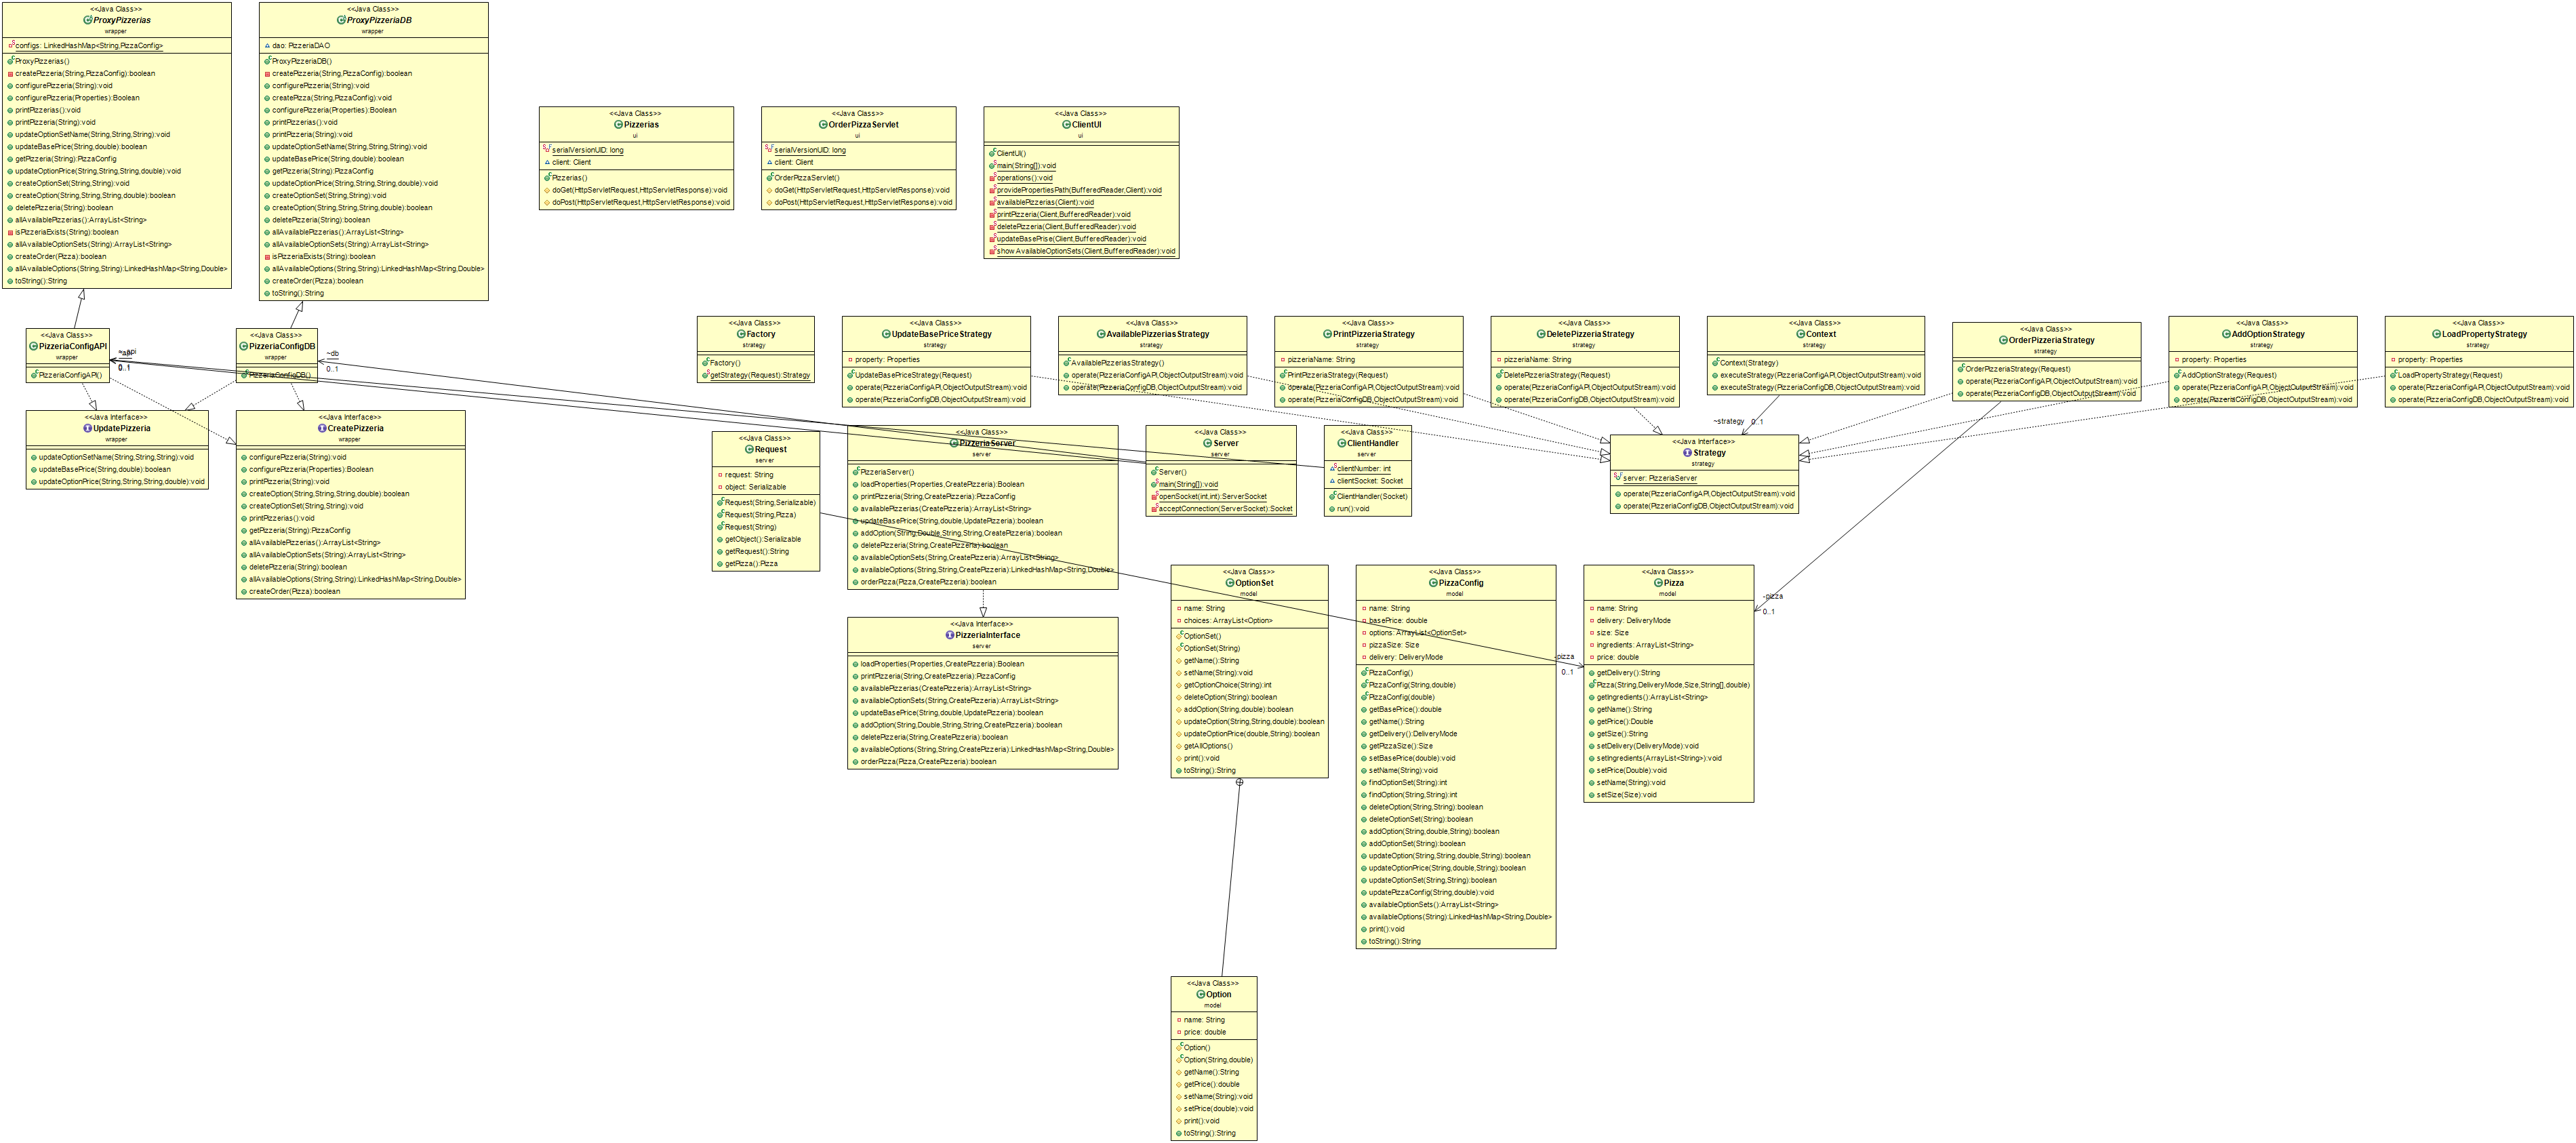 <<Java Class>>
ProxyPizzerias
wrapper
configs: LinkedHashMap<String,PizzaConfig>
ProxyPizzerias()
createPizzeria(String,PizzaConfig):boolean
configurePizzeria(String):void
configurePizzeria(Properties):Boolean
printPizzerias():void
printPizzeria(String):void
updateOptionSetName(String,String,String):void
updateBasePrice(String,double):boolean
getPizzeria(String):PizzaConfig
updateOptionPrice(String,String,String,double):void
createOptionSet(String,String):void
createOption(String,String,String,double):boolean
deletePizzeria(String):boolean
allAvailablePizzerias():ArrayList<String>
isPizzeriaExists(String):boolean
allAvailableOptionSets(String):ArrayList<String>
createOrder(Pizza):boolean
allAvailableOptions(String,String):LinkedHashMap<String,Double>
toString():String
<<Java Class>>
ProxyPizzeriaDB
wrapper
dao: PizzeriaDAO
ProxyPizzeriaDB()
createPizzeria(String,PizzaConfig):boolean
configurePizzeria(String):void
createPizza(String,PizzaConfig):void
configurePizzeria(Properties):Boolean
printPizzerias():void
printPizzeria(String):void
updateOptionSetName(String,String,String):void
updateBasePrice(String,double):boolean
getPizzeria(String):PizzaConfig
updateOptionPrice(String,String,String,double):void
createOptionSet(String,String):void
createOption(String,String,String,double):boolean
deletePizzeria(String):boolean
allAvailablePizzerias():ArrayList<String>
allAvailableOptionSets(String):ArrayList<String>
isPizzeriaExists(String):boolean
allAvailableOptions(String,String):LinkedHashMap<String,Double>
createOrder(Pizza):boolean
toString():String
<<Java Class>>
Pizzerias
ui
serialVersionUID: long
client: Client
Pizzerias()
doGet(HttpServletRequest,HttpServletResponse):void
doPost(HttpServletRequest,HttpServletResponse):void
<<Java Class>>
OrderPizzaServlet
ui
serialVersionUID: long
client: Client
OrderPizzaServlet()
doGet(HttpServletRequest,HttpServletResponse):void
doPost(HttpServletRequest,HttpServletResponse):void
<<Java Class>>
ClientUI
ui
ClientUI()
main(String[]):void
operations():void
providePropertiesPath(BufferedReader,Client):void
availablePizzerias(Client):void
printPizzeria(Client,BufferedReader):void
deletePizzeria(Client,BufferedReader):void
updateBasePrise(Client,BufferedReader):void
showAvailableOptionSets(Client,BufferedReader):void
<<Java Class>>
PizzeriaConfigAPI
wrapper
PizzeriaConfigAPI()
~api
0..1
<<Java Class>>
PizzeriaConfigDB
wrapper
PizzeriaConfigDB()
~db
0..1
<<Java Class>>
Factory
strategy
Factory()
getStrategy(Request):Strategy
<<Java Class>>
UpdateBasePriceStrategy
strategy
property: Properties
UpdateBasePriceStrategy(Request)
operate(PizzeriaConfigAPI,ObjectOutputStream):void
operate(PizzeriaConfigDB,ObjectOutputStream):void
<<Java Class>>
AvailablePizzeriasStrategy
strategy
AvailablePizzeriasStrategy()
operate(PizzeriaConfigAPI,ObjectOutputStream):void
operate(PizzeriaConfigDB,ObjectOutputStream):void
<<Java Class>>
PrintPizzeriaStrategy
strategy
pizzeriaName: String
PrintPizzeriaStrategy(Request)
operate(PizzeriaConfigAPI,ObjectOutputStream):void
operate(PizzeriaConfigDB,ObjectOutputStream):void
<<Java Class>>
DeletePizzeriaStrategy
strategy
pizzeriaName: String
DeletePizzeriaStrategy(Request)
operate(PizzeriaConfigAPI,ObjectOutputStream):void
operate(PizzeriaConfigDB,ObjectOutputStream):void
<<Java Class>>
Context
strategy
Context(Strategy)
executeStrategy(PizzeriaConfigAPI,ObjectOutputStream):void
executeStrategy(PizzeriaConfigDB,ObjectOutputStream):void
~strategy
0..1
<<Java Class>>
OrderPizzeriaStrategy
strategy
OrderPizzeriaStrategy(Request)
operate(PizzeriaConfigAPI,ObjectOutputStream):void
operate(PizzeriaConfigDB,ObjectOutputStream):void
<<Java Class>>
AddOptionStrategy
strategy
property: Properties
AddOptionStrategy(Request)
operate(PizzeriaConfigAPI,ObjectOutputStream):void
operate(PizzeriaConfigDB,ObjectOutputStream):void
<<Java Class>>
LoadPropertyStrategy
strategy
property: Properties
LoadPropertyStrategy(Request)
operate(PizzeriaConfigAPI,ObjectOutputStream):void
operate(PizzeriaConfigDB,ObjectOutputStream):void
<<Java Interface>>
UpdatePizzeria
wrapper
updateOptionSetName(String,String,String):void
updateBasePrice(String,double):boolean
updateOptionPrice(String,String,String,double):void
<<Java Interface>>
CreatePizzeria
wrapper
configurePizzeria(String):void
configurePizzeria(Properties):Boolean
printPizzeria(String):void
createOption(String,String,String,double):boolean
createOptionSet(String,String):void
printPizzerias():void
getPizzeria(String):PizzaConfig
allAvailablePizzerias():ArrayList<String>
allAvailableOptionSets(String):ArrayList<String>
deletePizzeria(String):boolean
allAvailableOptions(String,String):LinkedHashMap<String,Double>
createOrder(Pizza):boolean
<<Java Class>>
Request
server
request: String
object: Serializable
Request(String,Serializable)
Request(String,Pizza)
Request(String)
getObject():Serializable
getRequest():String
getPizza():Pizza
<<Java Class>>
PizzeriaServer
server
PizzeriaServer()
loadProperties(Properties,CreatePizzeria):Boolean
printPizzeria(String,CreatePizzeria):PizzaConfig
availablePizzerias(CreatePizzeria):ArrayList<String>
updateBasePrice(String,double,UpdatePizzeria):boolean
addOption(String,Double,String,String,CreatePizzeria):boolean
deletePizzeria(String,CreatePizzeria):boolean
availableOptionSets(String,CreatePizzeria):ArrayList<String>
availableOptions(String,String,CreatePizzeria):LinkedHashMap<String,Double>
orderPizza(Pizza,CreatePizzeria):boolean
<<Java Class>>
Server
server
Server()
main(String[]):void
openSocket(int,int):ServerSocket
acceptConnection(ServerSocket):Socket
<<Java Class>>
ClientHandler
server
clientNumber: int
clientSocket: Socket
ClientHandler(Socket)
run():void
<<Java Interface>>
Strategy
strategy
server: PizzeriaServer
operate(PizzeriaConfigAPI,ObjectOutputStream):void
operate(PizzeriaConfigDB,ObjectOutputStream):void
<<Java Interface>>
PizzeriaInterface
server
loadProperties(Properties,CreatePizzeria):Boolean
printPizzeria(String,CreatePizzeria):PizzaConfig
availablePizzerias(CreatePizzeria):ArrayList<String>
availableOptionSets(String,CreatePizzeria):ArrayList<String>
updateBasePrice(String,double,UpdatePizzeria):boolean
addOption(String,Double,String,String,CreatePizzeria):boolean
deletePizzeria(String,CreatePizzeria):boolean
availableOptions(String,String,CreatePizzeria):LinkedHashMap<String,Double>
orderPizza(Pizza,CreatePizzeria):boolean
<<Java Class>>
OptionSet
model
name: String
choices: ArrayList<Option>
OptionSet()
OptionSet(String)
getName():String
setName(String):void
getOptionChoice(String):int
deleteOption(String):boolean
addOption(String,double):boolean
updateOption(String,String,double):boolean
updateOptionPrice(double,String):boolean
getAllOptions()
print():void
toString():String
<<Java Class>>
PizzaConfig
model
name: String
basePrice: double
options: ArrayList<OptionSet>
pizzaSize: Size
delivery: DeliveryMode
PizzaConfig()
PizzaConfig(String,double)
PizzaConfig(double)
getBasePrice():double
getName():String
getDelivery():DeliveryMode
getPizzaSize():Size
setBasePrice(double):void
setName(String):void
findOptionSet(String):int
findOption(String,String):int
deleteOption(String,String):boolean
deleteOptionSet(String):boolean
addOption(String,double,String):boolean
addOptionSet(String):boolean
updateOption(String,String,double,String):boolean
updateOptionPrice(String,double,String):boolean
updateOptionSet(String,String):boolean
updatePizzaConfig(String,double):void
availableOptionSets():ArrayList<String>
availableOptions(String):LinkedHashMap<String,Double>
print():void
toString():String
-pizza
0..1
<<Java Class>>
Pizza
model
name: String
delivery: DeliveryMode
size: Size
ingredients: ArrayList<String>
price: double
getDelivery():String
Pizza(String,DeliveryMode,Size,String[],double)
getIngredients():ArrayList<String>
getName():String
getPrice():Double
getSize():String
setDelivery(DeliveryMode):void
setIngredients(ArrayList<String>):void
setPrice(Double):void
setName(String):void
setSize(Size):void
-pizza
0..1
<<Java Class>>
Option
model
name: String
price: double
Option()
Option(String,double)
getName():String
getPrice():double
setName(String):void
setPrice(double):void
print():void
toString():String